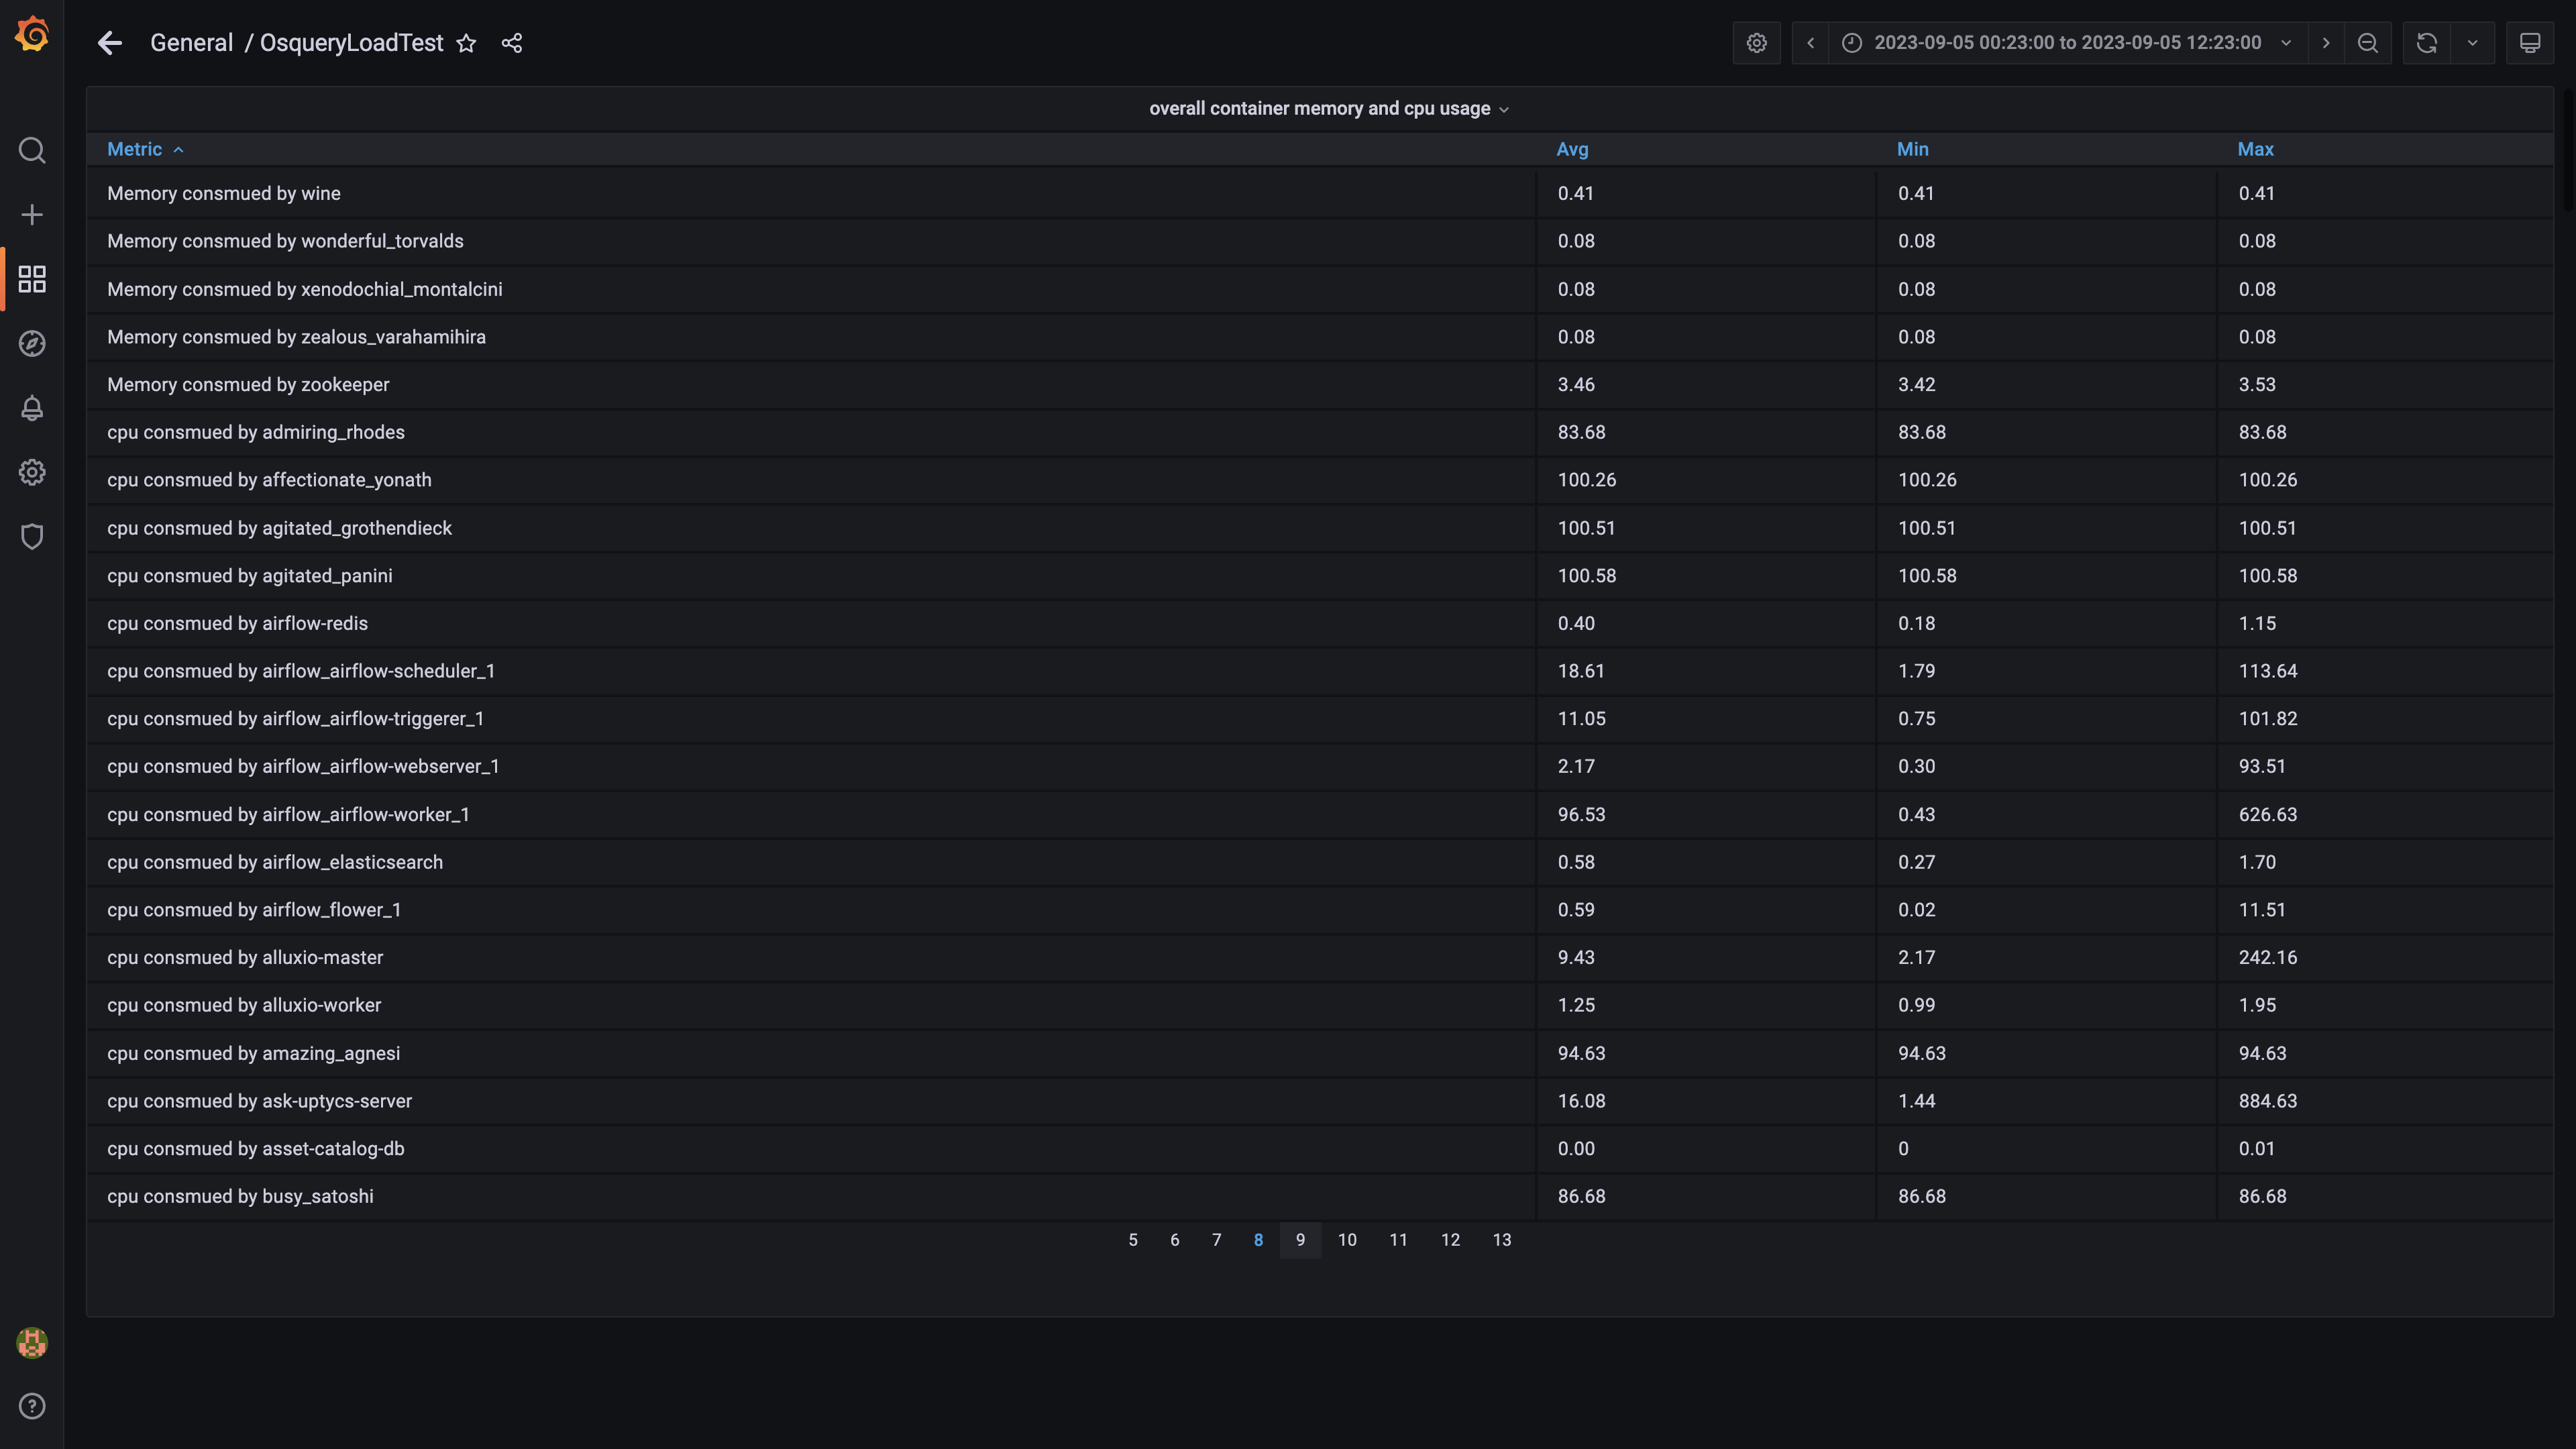 General / OsqueryLoadTest
2023-09-05 00:23:00 to 2023-09-05 12:23:00
overall container memory and cpu usage
Metric Avg Min Max
Memory consmued by wine 0.41 0.41 0.41
Memory consmued by wonderful_torvalds 0.08 0.08 0.08
Memory consmued by xenodochial_montalcini 0.08 0.08 0.08
Memory consmued by zealous_varahamihira 0.08 0.08 0.08
Memory consmued by zookeeper 3.46 3.42 3.53
cpu consmued by admiring_rhodes 83.68 83.68 83.68
cpu consmued by affectionate_yonath 100.26 100.26 100.26
cpu consmued by agitated_grothendieck 100.51 100.51 100.51
cpu consmued by agitated_panini 100.58 100.58 100.58
cpu consmued by airflow-redis 0.40 0.18 1.15
cpu consmued by airflow_airflow-scheduler_1 18.61 1.79 113.64
cpu consmued by airflow_airflow-triggerer_1 11.05 0.75 101.82
cpu consmued by airflow_airflow-webserver_1 2.17 0.30 93.51
cpu consmued by airflow_airflow-worker_1 96.53 0.43 626.63
cpu consmued by airflow_elasticsearch 0.58 0.27 1.70
cpu consmued by airflow_flower_1 0.59 0.02 11.51
cpu consmued by alluxio-master 9.43 2.17 242.16
cpu consmued by alluxio-worker 1.25 0.99 1.95
cpu consmued by amazing_agnesi 94.63 94.63 94.63
cpu consmued by ask-uptycs-server 16.08 1.44 884.63
cpu consmued by asset-catalog-db 0.00 0 0.01
cpu consmued by busy_satoshi 86.68 86.68 86.68
5 6 7 8 9 10 11 12 13